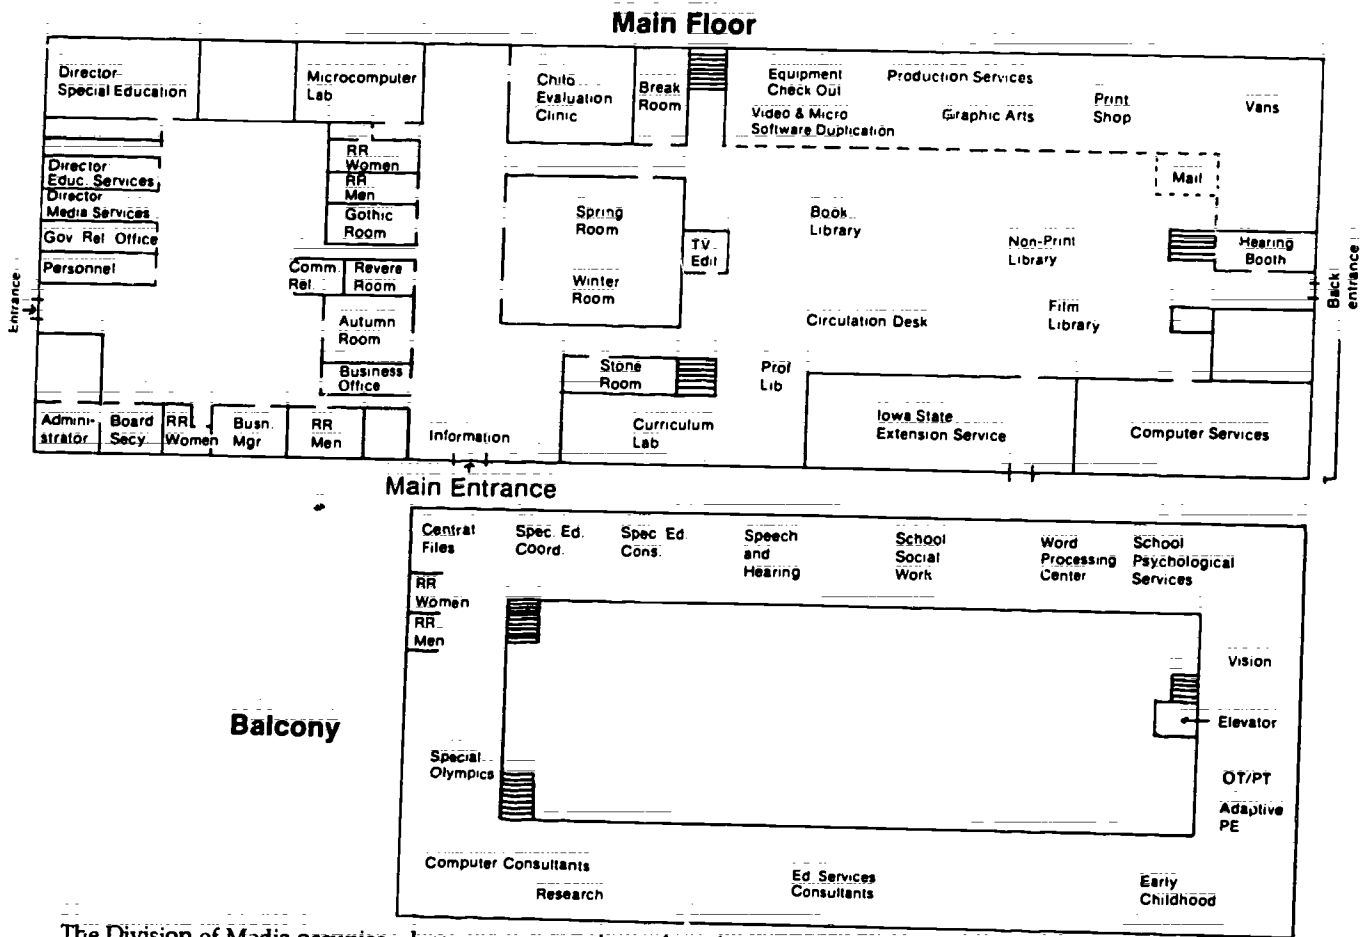 Main Floor
Director
Special Education
Microcomputer
Lab
Child
Evaluation
Clinic
Break
Room
Equipment
Check Out
Production Services
Video & Micro
Software Duplication
Graphic Arts
Print
Shop
Vans
RR
Women
RR
Men
Gothic
Room
Director
Educ. Services
Director
Media Services
Gov Rel Office
Personnel
Spring
Room
Winter
Room
TV
Edit
Book
Library
Non-Print
Library
Mail
Hearing
Booth
Comm.
Rel.
Revere
Room
Entrance
Back
entrance
Autumn
Room
Business
Office
Circulation Desk
Film
Library
Stone
Room
Prof
Lib
Admini-
strator
Board
Secy.
RR
Women
Busn.
Mgr
RR
Men
Information
Curriculum
Lab
Iowa State
Extension Service
Computer Services
Main Entrance
Central
Files
Spec. Ed.
Coord.
Spec Ed.
Cons.
Speech
and
Hearing
School
Social
Work
Word
Processing
Center
School
Psychological
Services
RR
Women
RR
Men
Vision
Balcony
Elevator
Special
Olympics
OT/PT
Adaptive
PE
Computer Consultants
Research
Ed Services
Consultants
Early
Childhood
The Division of Media